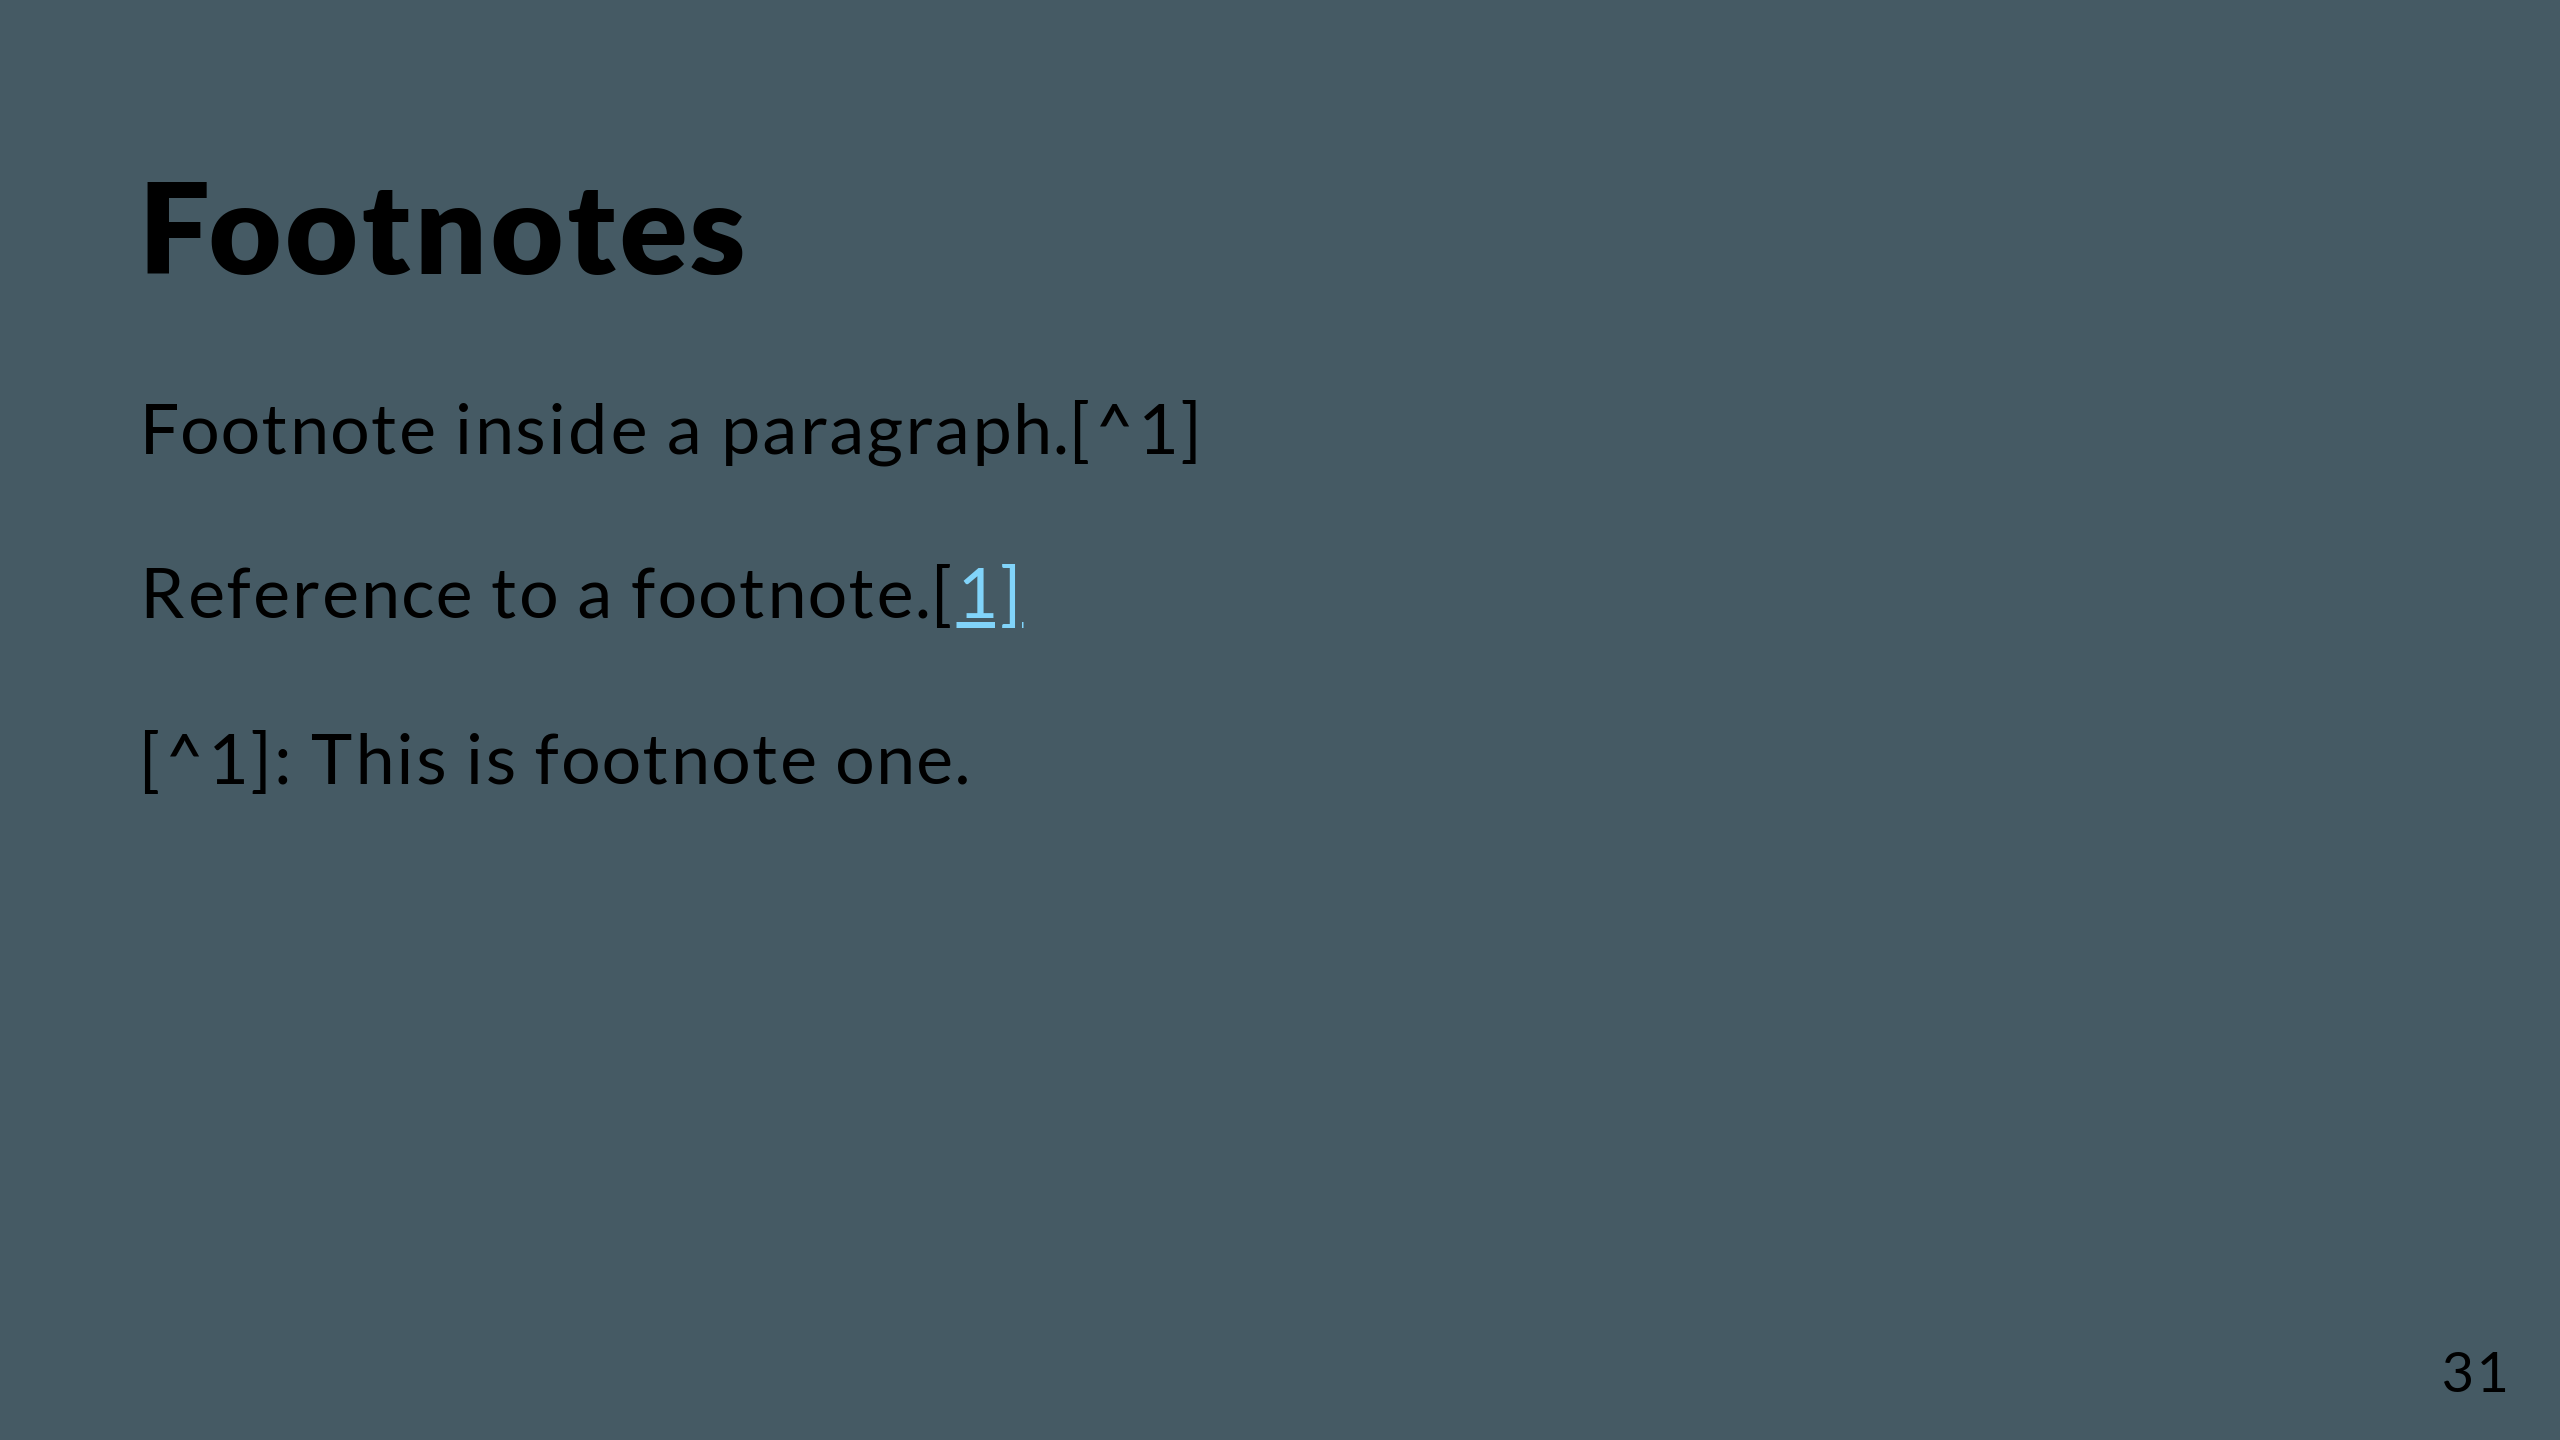 Footnotes
Footnote inside a paragraph.[^1]
Reference to a footnote.[1]
[^1]: This is footnote one.
31